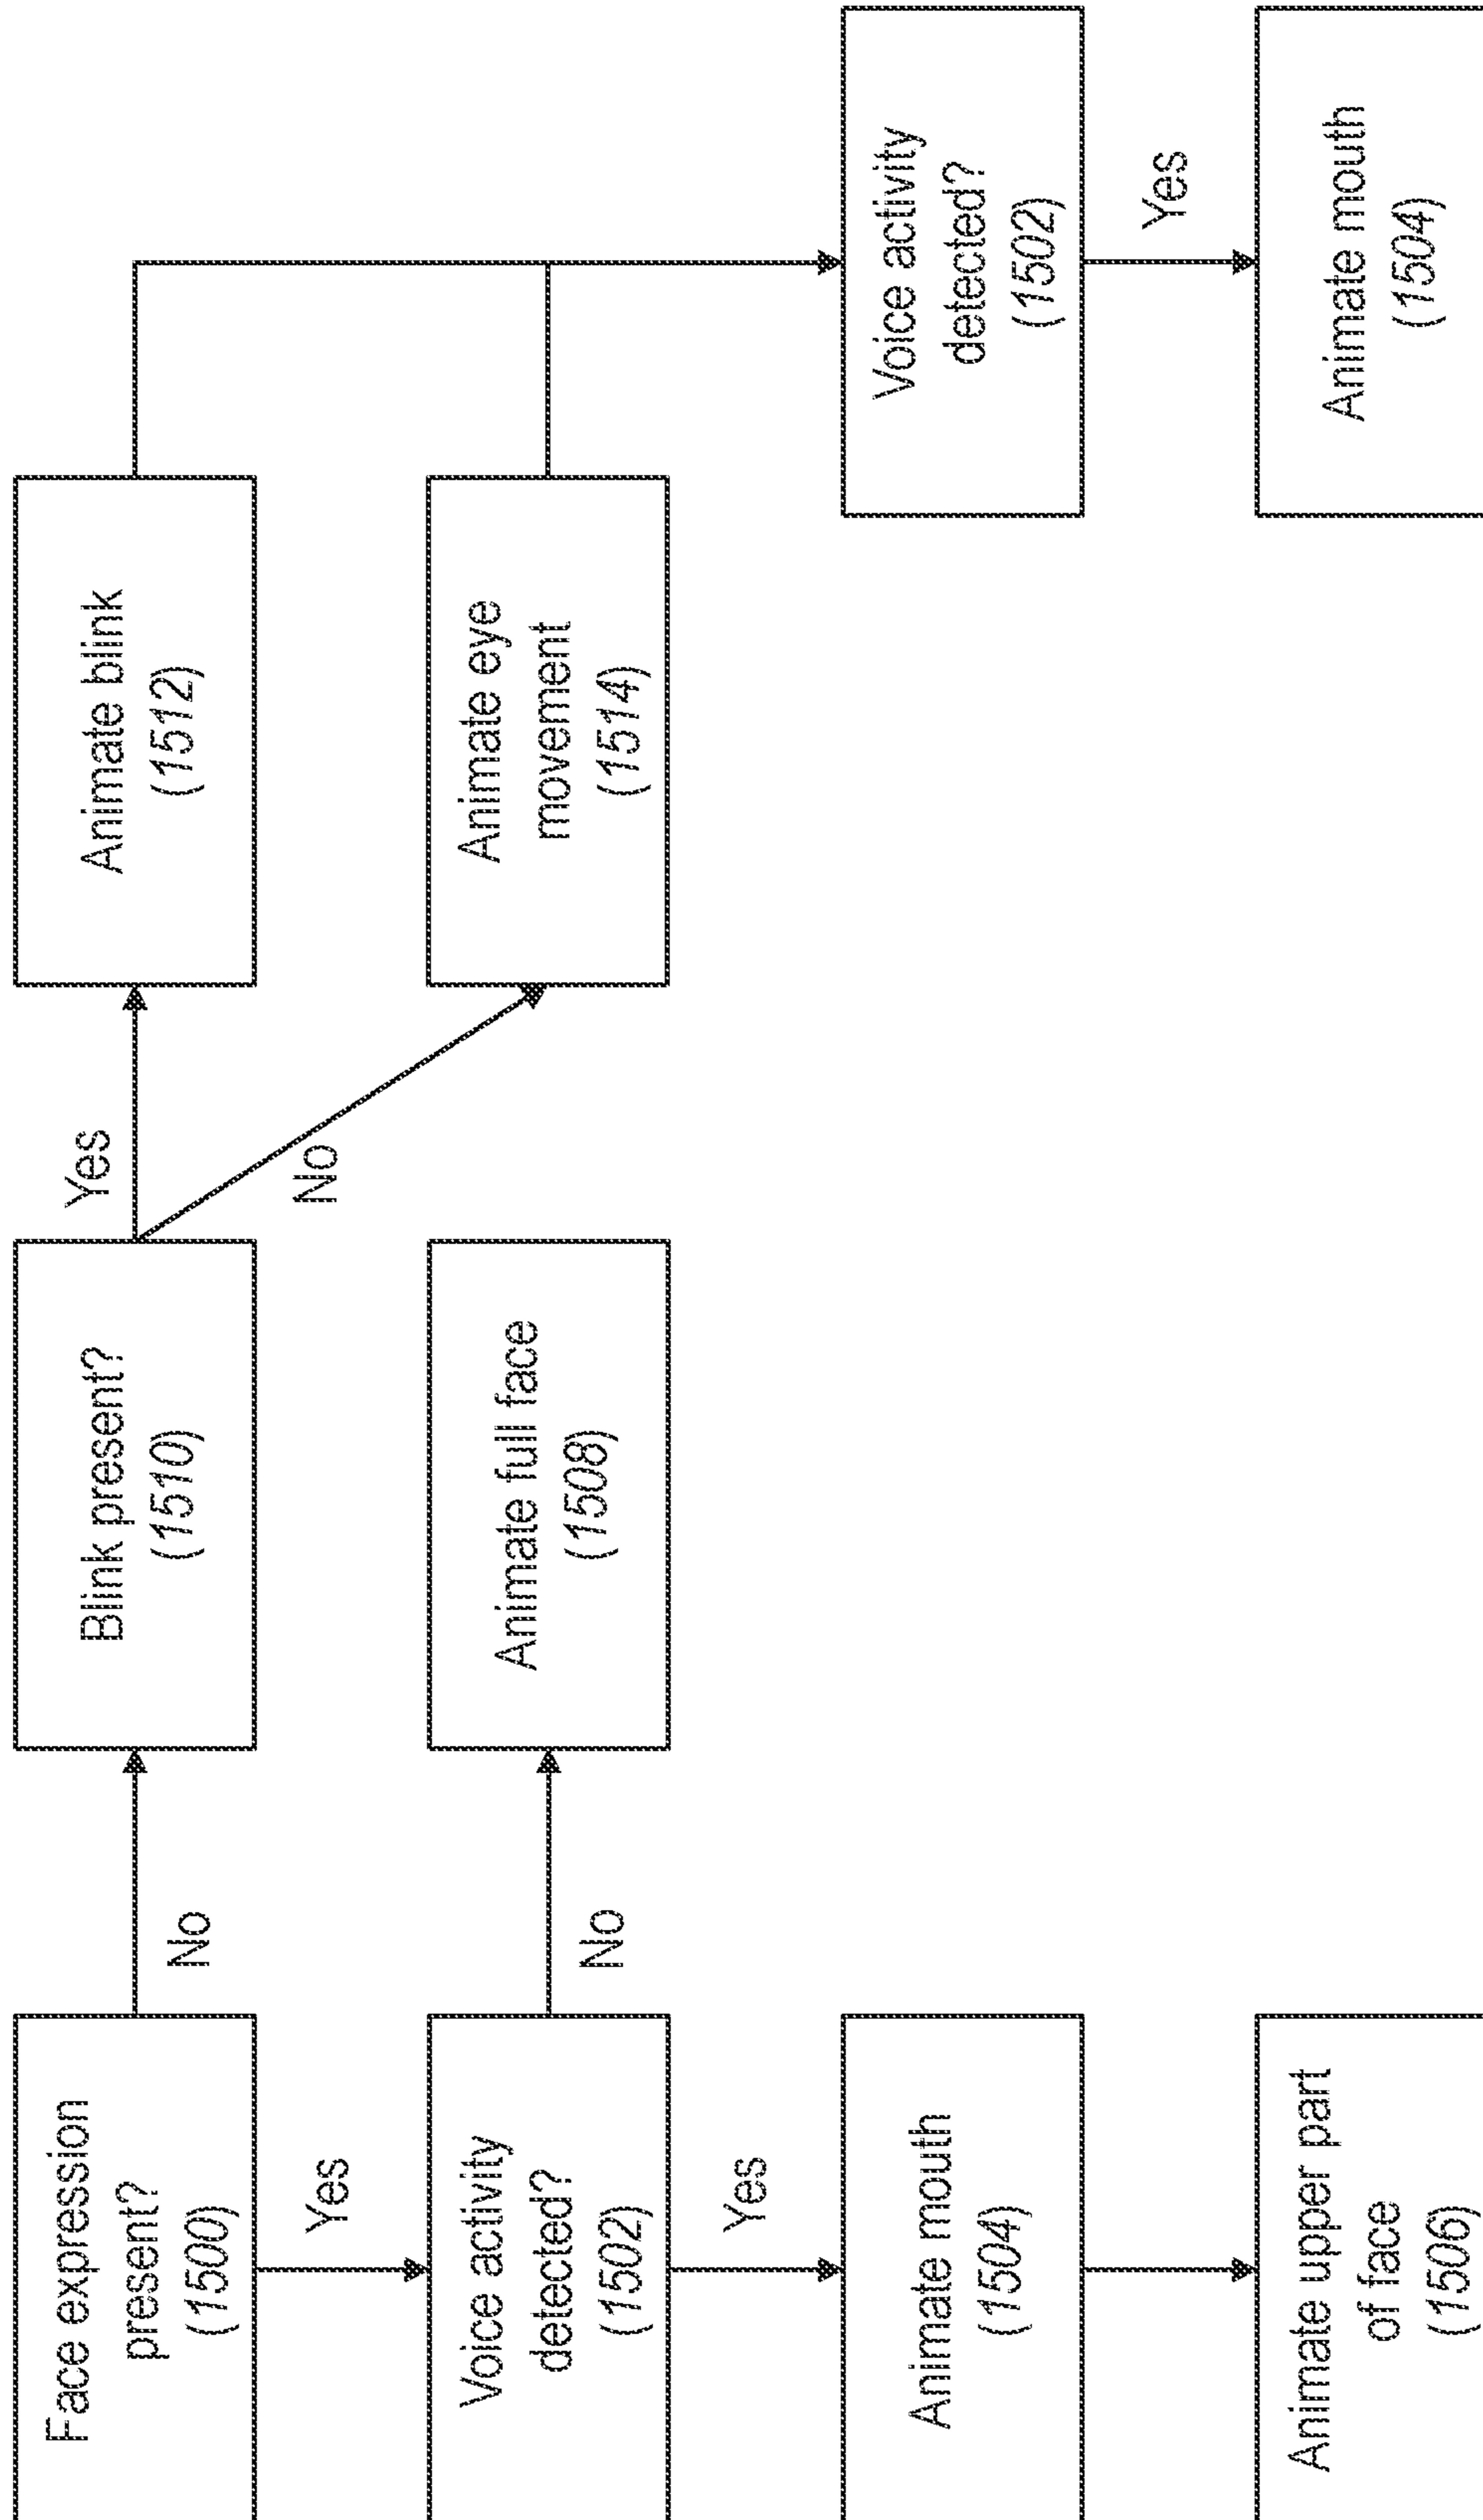 Face expression
present?
(1500)
No
Blink present?
(1510)
Yes
Animate blink
(1512)
Yes
No
Voice activity
detected?
(1502)
No
Animate full face
(1508)
Animate eye
movement
(1514)
Yes
Animate mouth
(1504)
Voice activity
detected?
(1502)
Yes
Animate upper part
of face
(1506)
Animate mouth
(1504)